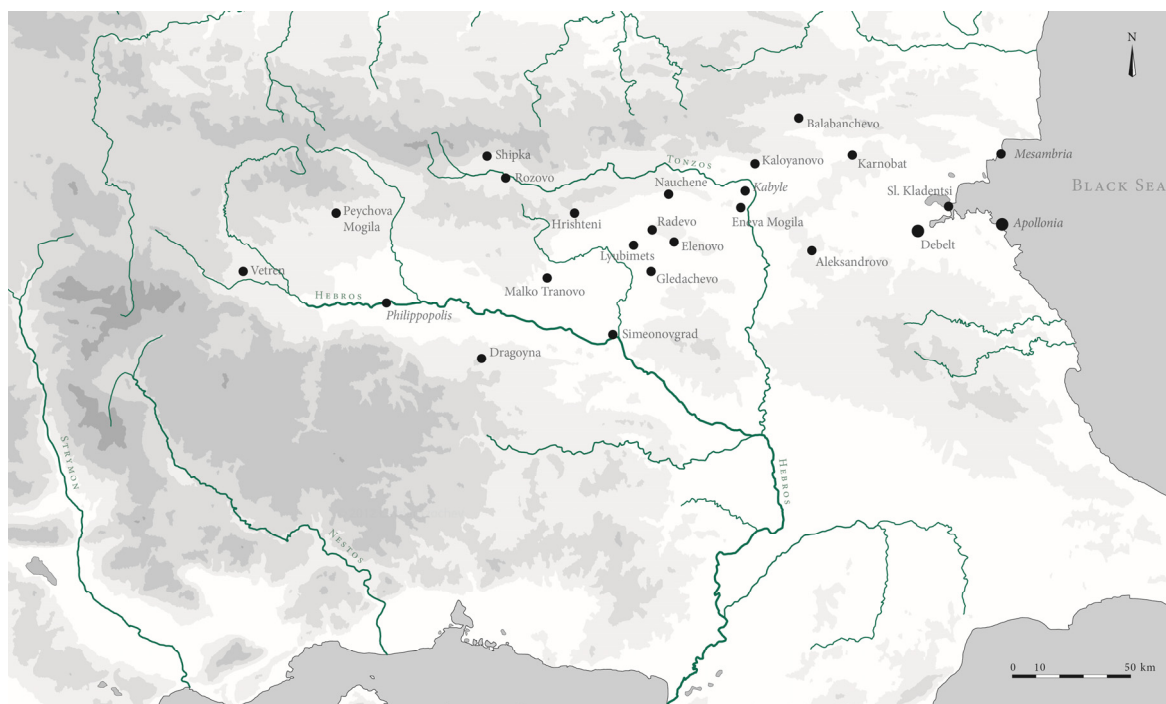 N
Balabanchevo
Shipka
Tonzos
Kaloyanovo
Karnobat
Mesambria
Rozovo
Nauchene
Kabyle
Sl. Kladentsi
Black Sea
Peychova
Mogila
Hrishteni
Radevo
Eneva Mogila
Apollonia
Elenovo
Debelt
Lyubimets
Aleksandrovo
Vetren
Gledachevo
Malko Tranovo
Hebros
Philippopolis
Simeonovgrad
Dragoyna
Strymon
Hebros
Nestos
0 10 50 km